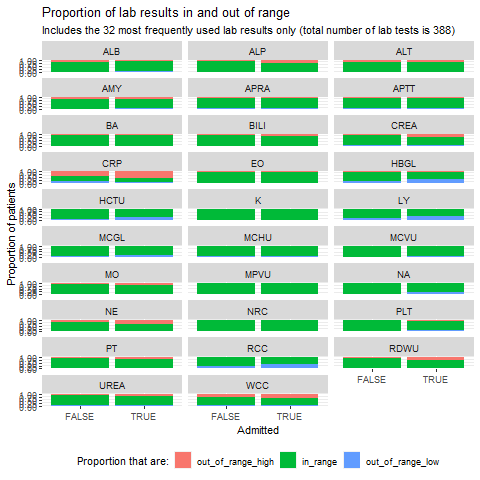 Proportion of lab results in and out of range
Includes the 32 most frequently used lab results only (total number of lab tests is 388)
ALB ALP ALT
AMY APRA APTT
BA BILI CREA
CRP EO HBGL
HCTU K LY
MCGL MCHU MCVU
MO MPVU NA
NE NRC PLT
PT RCC RDWU
UREA WCC
FALSE TRUE
FALSE TRUE FALSE TRUE
Proportion of patients
Admitted
Proportion that are: out_of_range_high in_range out_of_range_low